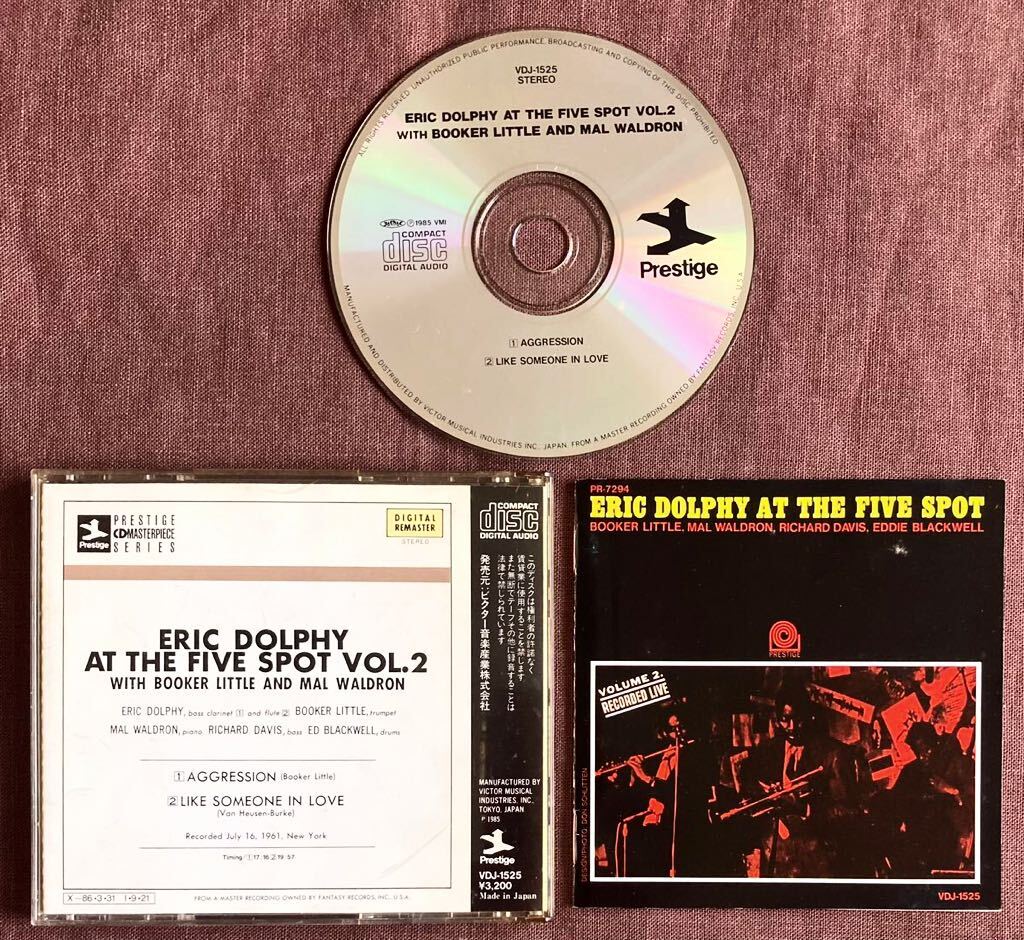 ALL RIGHTS RESERVED. UNAUTHORIZED PUBLIC PERFORMANCE, BROADCASTING AND COPYING OF THIS DISC PROHIBITED
VDJ-1525
STEREO
ERIC DOLPHY AT THE FIVE SPOT VOL.2
WITH BOOKER LITTLE AND MAL WALDRON
Ⓟ1985 VMI
COMPACT
disc
DIGITAL AUDIO
Prestige
1 AGGRESSION
2 LIKE SOMEONE IN LOVE
MANUFACTURED AND DISTRIBUTED BY VICTOR MUSICAL INDUSTRIES INC., JAPAN. FROM A MASTER RECORDING OWNED BY FANTASY RECORDS, INC., U.S.A.
Prestige
PRESTIGE
CD MASTERPIECE
SERIES
DIGITAL
REMASTER
STEREO
ERIC DOLPHY
AT THE FIVE SPOT VOL.2
WITH BOOKER LITTLE AND MAL WALDRON
ERIC DOLPHY, bass clarinet 1 and flute 2 BOOKER LITTLE, trumpet
MAL WALDRON, piano RICHARD DAVIS, bass ED BLACKWELL, drums
1 AGGRESSION (Booker Little)
2 LIKE SOMEONE IN LOVE
(Van Heusen-Burke)
Recorded July 16, 1961, New York
Timing / 1 17:16 2 19:57
X-86・3・31 1・9・21
FROM A MASTER RECORDING OWNED BY FANTASY RECORDS, INC., U.S.A.
COMPACT
disc
DIGITAL AUDIO
このディスクは権利者の許諾なく
賃貸業に使用することを禁じます
また無断でテープその他に録音することは
法律で禁じられています
発売元:ビクター音楽産業株式会社
MANUFACTURED BY
VICTOR MUSICAL
INDUSTRIES, INC.
TOKYO, JAPAN
P 1985
Prestige
VDJ-1525
¥3,200
Made in Japan
PR-7294
ERIC DOLPHY AT THE FIVE SPOT
BOOKER LITTLE, MAL WALDRON, RICHARD DAVIS, EDDIE BLACKWELL
PRESTIGE
VOLUME 2.
RECORDED LIVE
DESIGN/PHOTO: DON SCHLITTEN
VDJ-1525